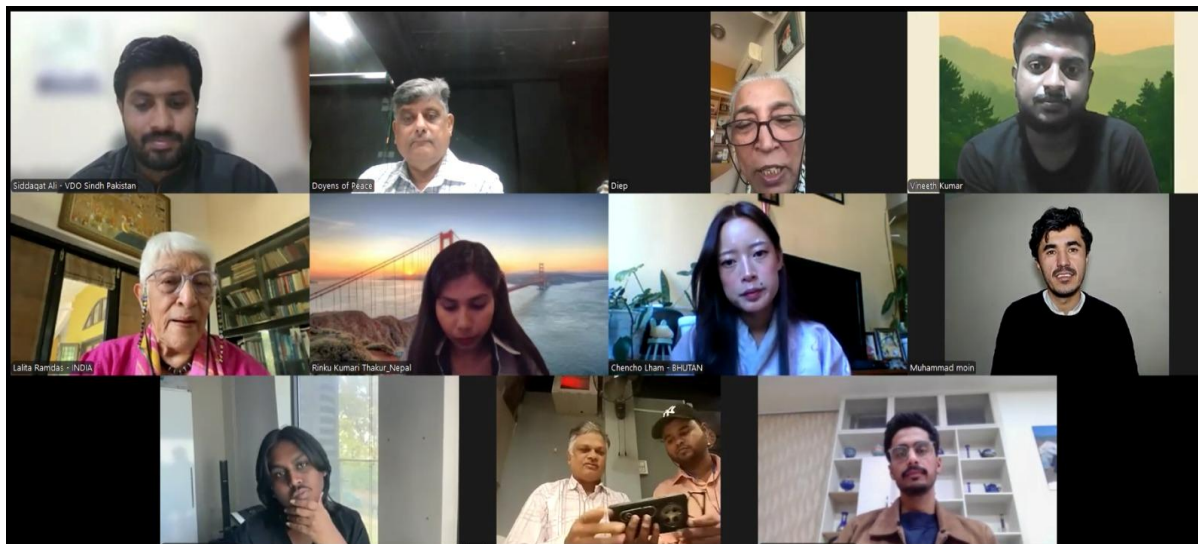 Siddaqat Ali - VDO Sindh Pakistan
Doyens of Peace
Diep
Vineeth Kumar
Lalita Ramdas - INDIA
Rinku Kumari Thakur_Nepal
Chencho Lham - BHUTAN
Muhammad moin